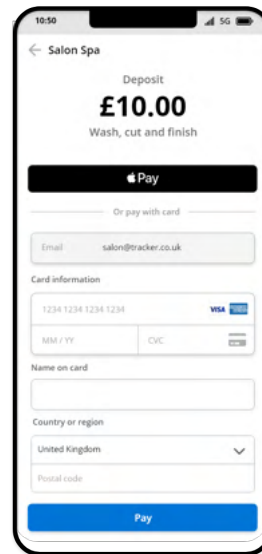 10:50 5G
Salon Spa
Deposit
£10.00
Wash, cut and finish
Pay
Or pay with card
Email salon@tracker.co.uk
Card information
1234 1234 1234 1234 VISA
MM / YY CVC
Name on card
Country or region
United Kingdom
Postal code
Pay